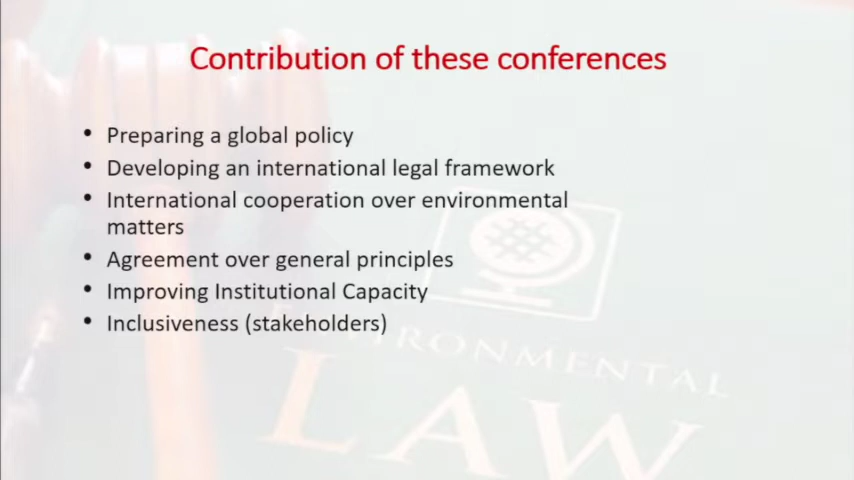 Contribution of these conferences
• Preparing a global policy
• Developing an international legal framework
• International cooperation over environmental
matters
• Agreement over general principles
• Improving Institutional Capacity
• Inclusiveness (stakeholders)
ENVIRONMENTAL
LAW